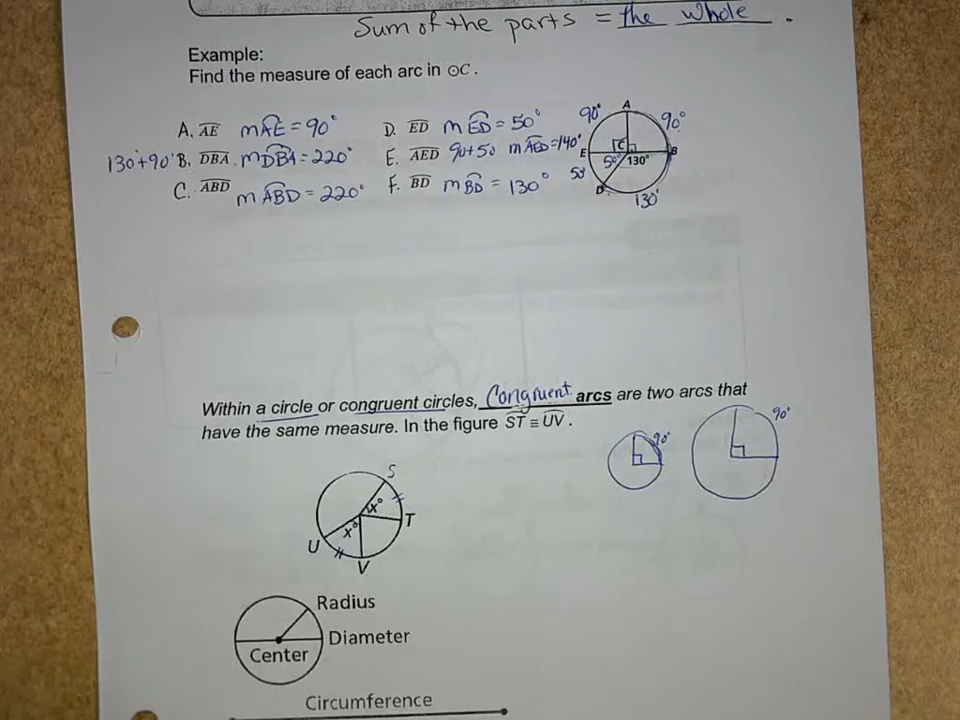 Sum of the parts = the whole.
Example:
Find the measure of each arc in ⊙C.
A. AE mAE = 90° D. ED mED = 50°
130°+90° B. DBA mDBA = 220° E. AED 90+50 mAED = 140°
C. ABD mABD = 220° F. BD mBD = 130°
90° A 90°
E C B
50° 130°
50° D
130°
Within a circle or congruent circles, Congruent arcs are two arcs that
have the same measure. In the figure ST ≅ UV.
90° 90°
S
x° T
x°
U
V
Radius
Diameter
Center
Circumference